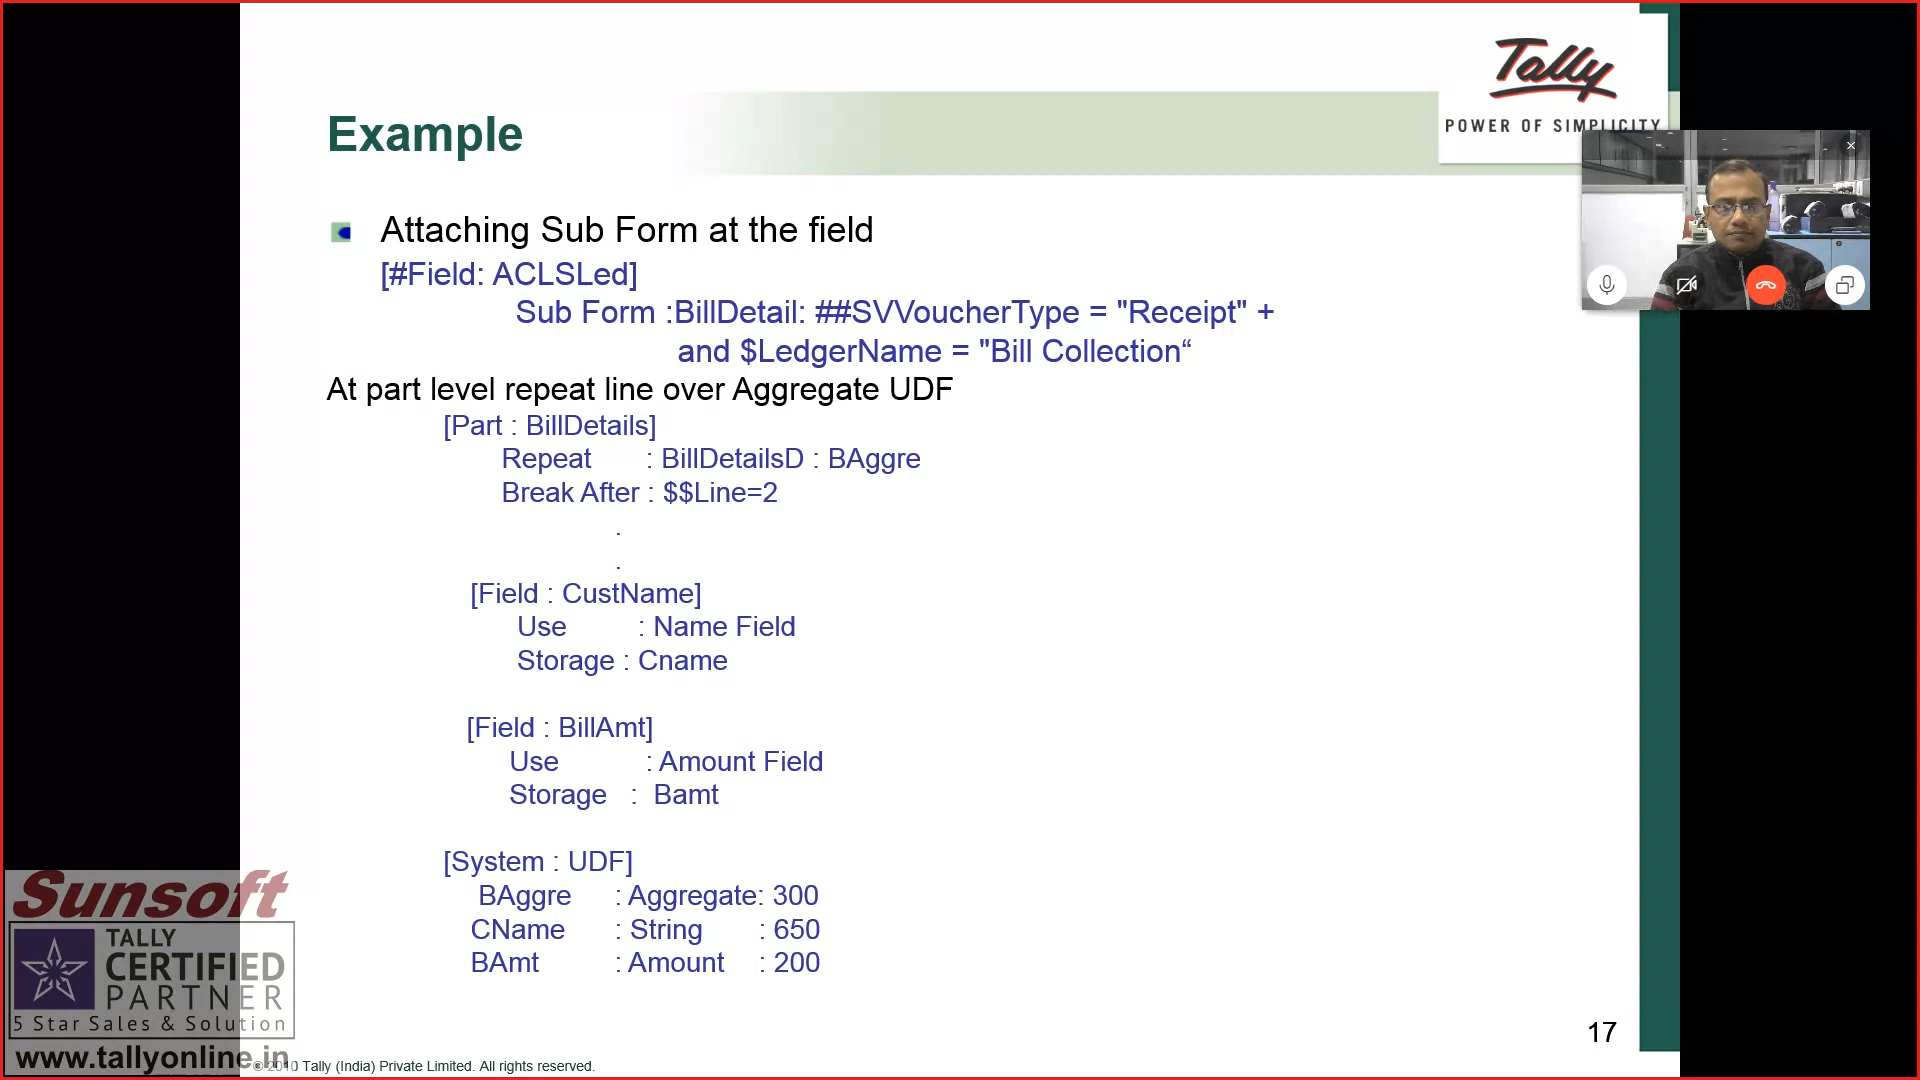 Tally
POWER OF SIMPLICITY
Example
Attaching Sub Form at the field
[#Field: ACLSLed]
Sub Form :BillDetail: ##SVVoucherType = "Receipt" +
and $LedgerName = "Bill Collection“
At part level repeat line over Aggregate UDF
[Part : BillDetails]
Repeat : BillDetailsD : BAggre
Break After : $$Line=2
.
.
[Field : CustName]
Use : Name Field
Storage : Cname
[Field : BillAmt]
Use : Amount Field
Storage : Bamt
[System : UDF]
BAggre : Aggregate: 300
CName : String : 650
BAmt : Amount : 200
Sunsoft
TALLY
CERTIFIED
PARTNER
5 Star Sales & Solution
www.tallyonline.in
17
© 2010 Tally (India) Private Limited. All rights reserved.